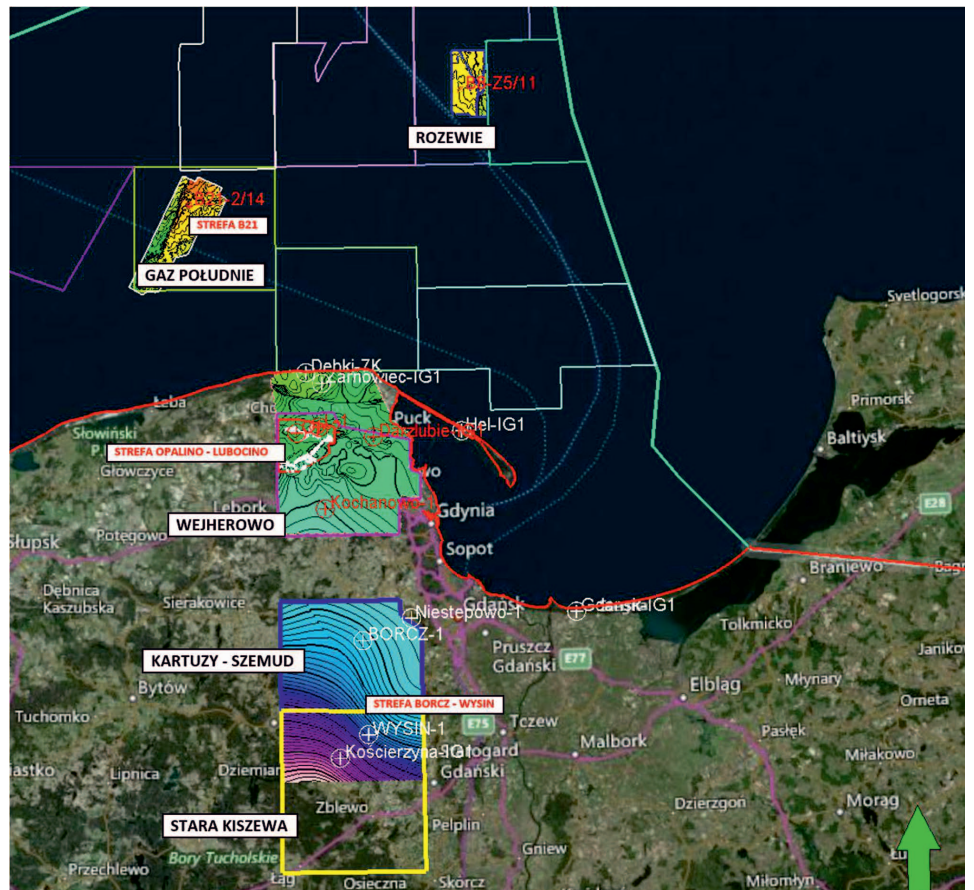 -Z5/11
ROZEWIE
-2/14
STREFA B21
GAZ POŁUDNIE
Svetlogorsk
Dębki-7K
Żarnowiec-IG1
Łeba
Puck
Hel-IG1
Primorsk
Słowiński
Baltiysk
STREFA OPALINO - LUBOCINO
Główczyce
Lębork
Kochanowo-1
E28
WEJHEROWO
Gdynia
Słupsk
Potęgowo
Sopot
Braniewo
Dębnica
Kaszubska
Sierakowice
Niestępowo-1
Gdańsk
Gdańsk-IG1
Tolkmicko
BORCZ-1
Pruszcz
Gdański
KARTUZY - SZEMUD
E77
Młynary
Bytów
Elbląg
Orneta
STREFA BORCZ - WYSIN
Tuchomko
E75
Tczew
Pasłęk
WYSIN-1
Malbork
Kościerzyna-IG1
Miłakowo
Lipnica
Gdański
Zblewo
Dzierzgon
Morąg
STARA KISZEWA
Pelplin
Bory Tucholskie
Gniew
Przechlewo
Łąg
Osieczna
Skórcz
Miłomłyn